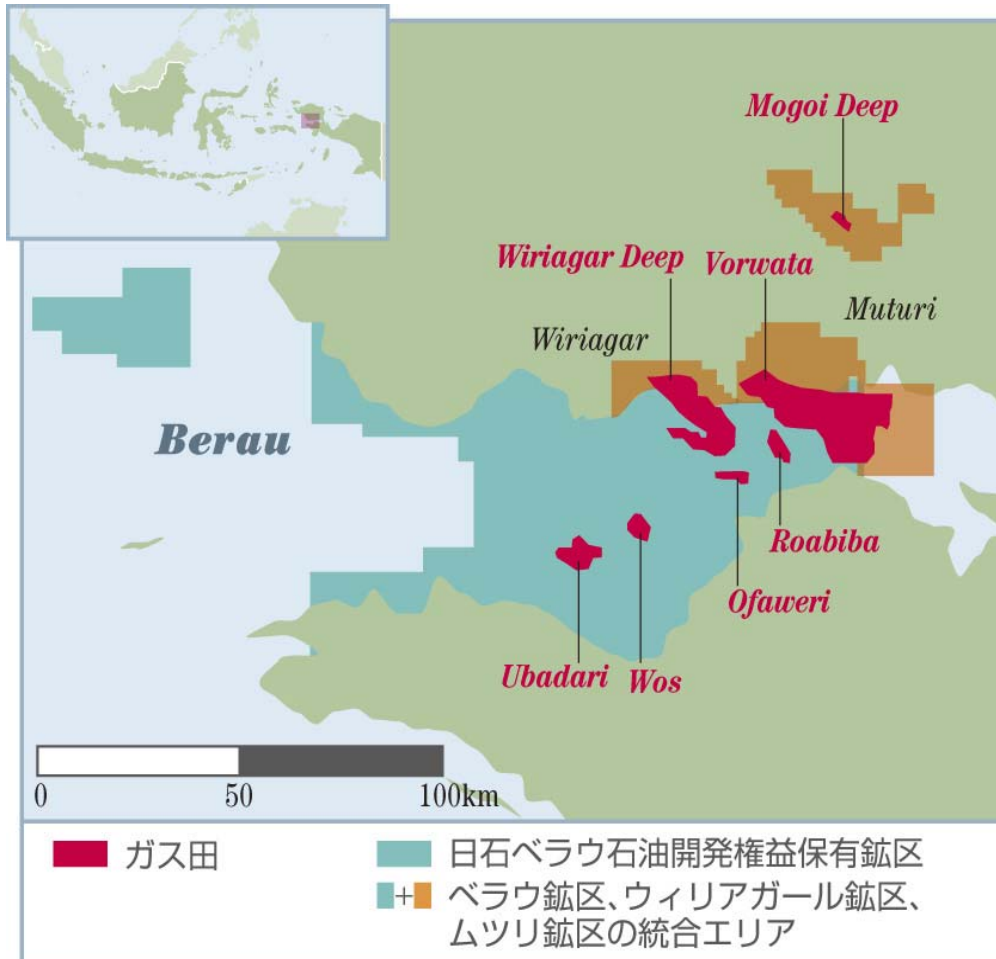 Mogoi Deep
Wiriagar Deep
Vorwata
Muturi
Wiriagar
Berau
Roabiba
Ofaweri
Ubadari
Wos
0
50
100km
ガス田
日石ベラウ石油開発権益保有鉱区
+
ベラウ鉱区、ウィリアガール鉱区、
ムツリ鉱区の統合エリア